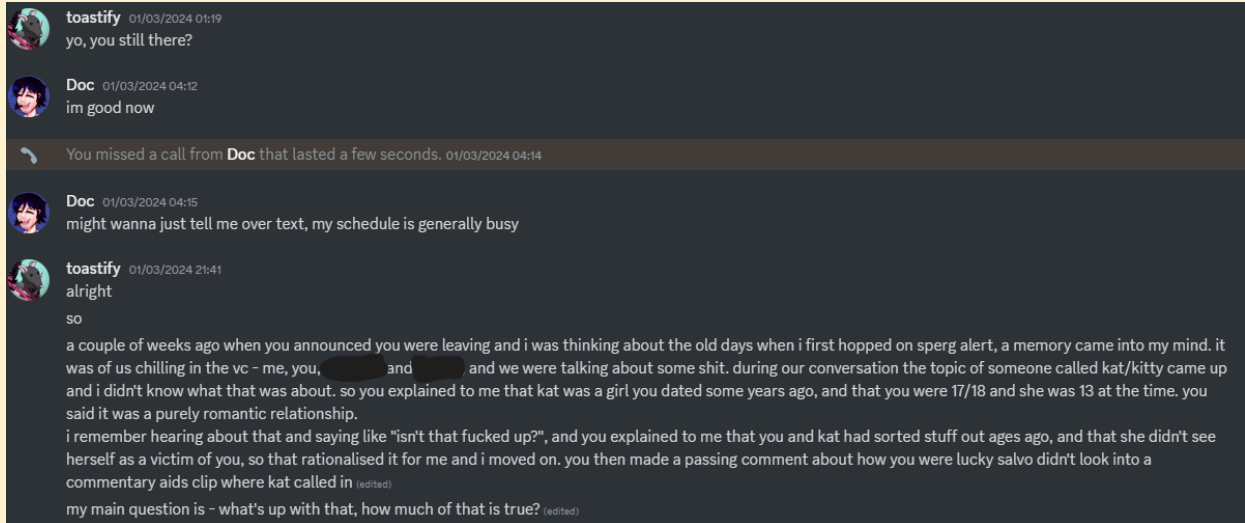 toastify 01/03/2024 01:19
yo, you still there?
Doc 01/03/2024 04:12
im good now
You missed a call from Doc that lasted a few seconds. 01/03/2024 04:14
Doc 01/03/2024 04:15
might wanna just tell me over text, my schedule is generally busy
toastify 01/03/2024 21:41
alright
so
a couple of weeks ago when you announced you were leaving and i was thinking about the old days when i first hopped on sperg alert, a memory came into my mind. it
was of us chilling in the vc - me, you, and and we were talking about some shit. during our conversation the topic of someone called kat/kitty came up
and i didn't know what that was about. so you explained to me that kat was a girl you dated some years ago, and that you were 17/18 and she was 13 at the time. you
said it was a purely romantic relationship.
i remember hearing about that and saying like "isn't that fucked up?", and you explained to me that you and kat had sorted stuff out ages ago, and that she didn't see
herself as a victim of you, so that rationalised it for me and i moved on. you then made a passing comment about how you were lucky salvo didn't look into a
commentary aids clip where kat called in (edited)
my main question is - what's up with that, how much of that is true? (edited)